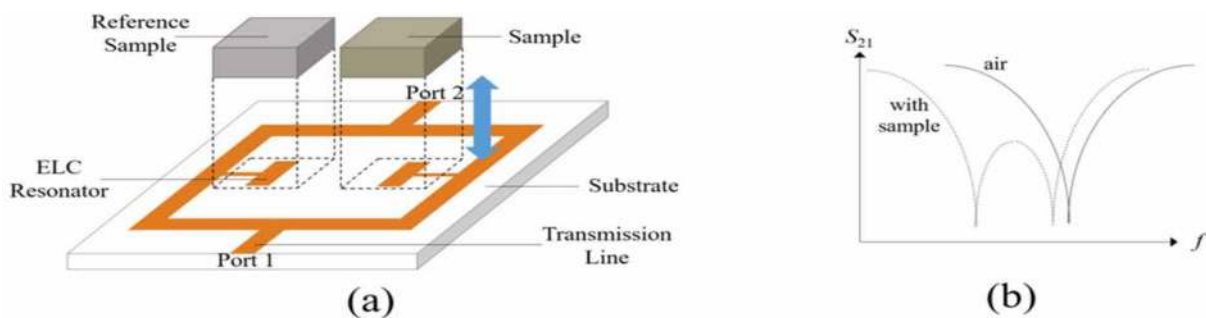 Reference
Sample
Sample
Port 2
ELC
Resonator
Substrate
Port 1
Transmission
Line
(a)
S21
air
with
sample
f
(b)